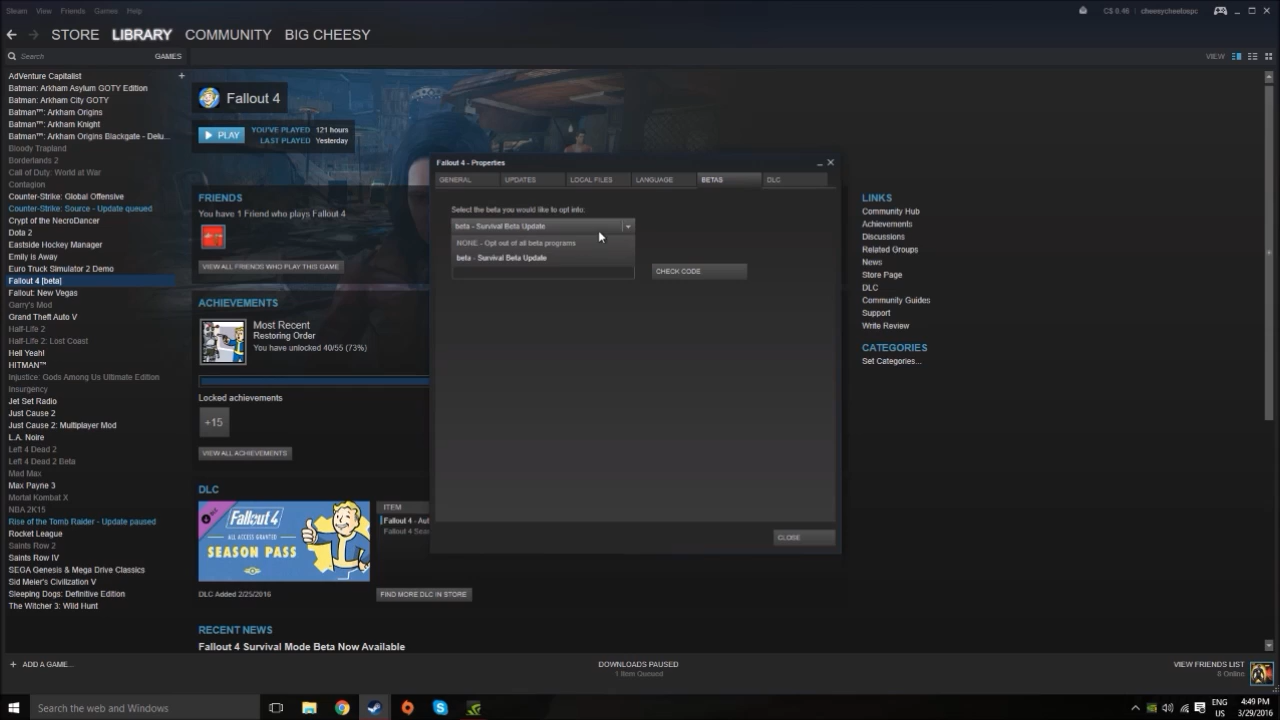 Steam View Friends Games Help
C$ 0.46 | cheesycheetospc
STORE LIBRARY COMMUNITY BIG CHEESY
Search GAMES VIEW
AdVenture Capitalist
Batman: Arkham Asylum GOTY Edition
Batman: Arkham City GOTY
Batman™: Arkham Origins
Batman™: Arkham Knight
Batman™: Arkham Origins Blackgate - Delu...
Bloody Trapland
Borderlands 2
Call of Duty: World at War
Contagion
Counter-Strike: Global Offensive
Counter-Strike: Source - Update queued
Crypt of the NecroDancer
Dota 2
Eastside Hockey Manager
Emily is Away
Euro Truck Simulator 2 Demo
Fallout 4 [beta]
Fallout: New Vegas
Garry's Mod
Grand Theft Auto V
Half-Life 2
Half-Life 2: Lost Coast
Hell Yeah!
HITMAN™
Injustice: Gods Among Us Ultimate Edition
Insurgency
Jet Set Radio
Just Cause 2
Just Cause 2: Multiplayer Mod
L.A. Noire
Left 4 Dead 2
Left 4 Dead 2 Beta
Mad Max
Max Payne 3
Mortal Kombat X
NBA 2K15
Rise of the Tomb Raider - Update paused
Rocket League
Saints Row 2
Saints Row IV
SEGA Genesis & Mega Drive Classics
Sid Meier's Civilization V
Sleeping Dogs: Definitive Edition
The Witcher 3: Wild Hunt
Fallout 4
PLAY
YOU'VE PLAYED 121 hours
LAST PLAYED Yesterday
FRIENDS
You have 1 Friend who plays Fallout 4
VIEW ALL FRIENDS WHO PLAY THIS GAME
ACHIEVEMENTS
Most Recent
Restoring Order
You have unlocked 40/55 (73%)
Locked achievements
+15
VIEW ALL ACHIEVEMENTS
DLC
Fallout 4
ALL ACCESS GRANTED
SEASON PASS
DLC Added 2/25/2016
ITEM
Fallout 4 - Aut
Fallout 4 Sea
FIND MORE DLC IN STORE
RECENT NEWS
Fallout 4 Survival Mode Beta Now Available
Fallout 4 - Properties
GENERAL UPDATES LOCAL FILES LANGUAGE BETAS DLC
Select the beta you would like to opt into:
beta - Survival Beta Update
NONE - Opt out of all beta programs
beta - Survival Beta Update
CHECK CODE
CLOSE
LINKS
Community Hub
Achievements
Discussions
Related Groups
News
Store Page
DLC
Community Guides
Support
Write Review
CATEGORIES
Set Categories...
+ ADD A GAME...
DOWNLOADS PAUSED
1 Item Queued
VIEW FRIENDS LIST
8 Online
Search the web and Windows
ENG
US
4:49 PM
3/29/2016